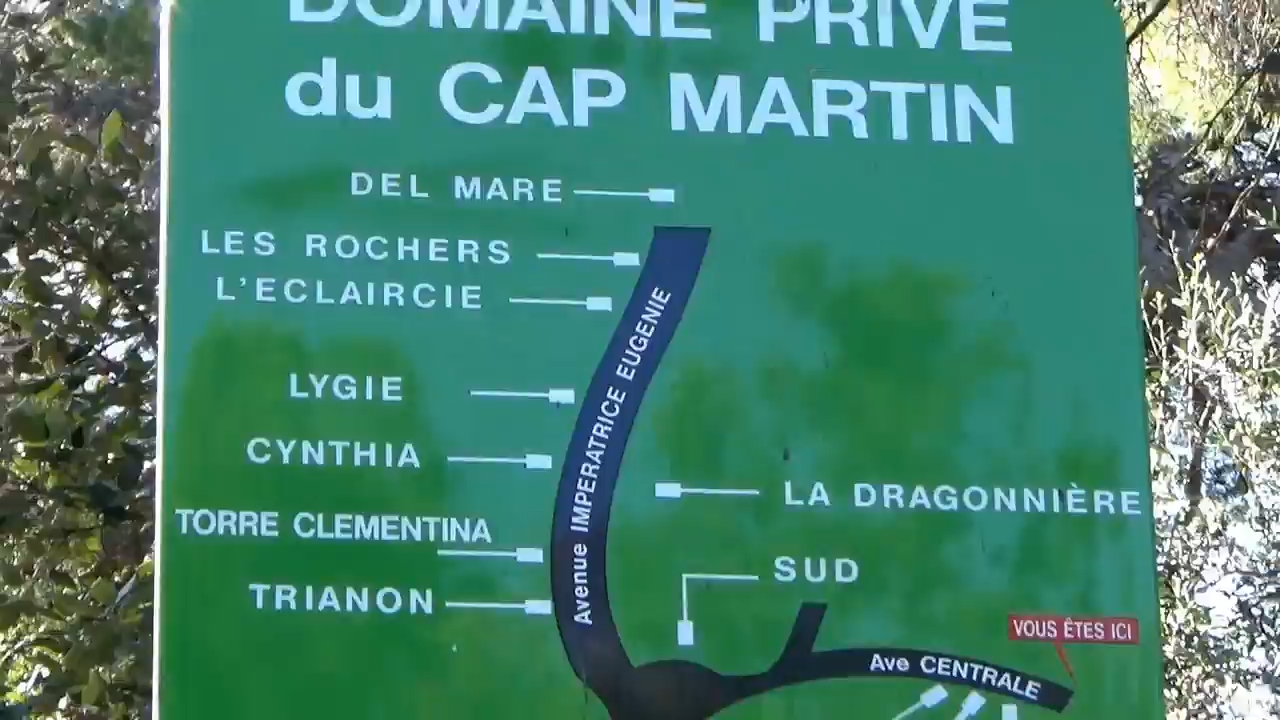 DOMAINE PRIVE
du CAP MARTIN
DEL MARE
LES ROCHERS
L'ECLAIRCIE
LYGIE
CYNTHIA
TORRE CLEMENTINA
TRIANON
Avenue IMPERATRICE EUGENIE
LA DRAGONNIÈRE
SUD
VOUS ÊTES ICI
Ave CENTRALE